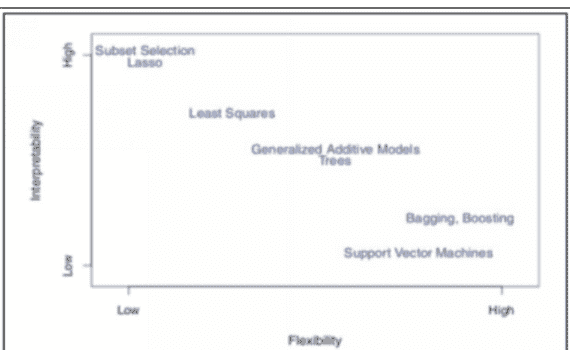 High
Subset Selection
Lasso
Least Squares
Interpretability
Generalized Additive Models
Trees
Bagging, Boosting
Support Vector Machines
Low
Low
High
Flexibility